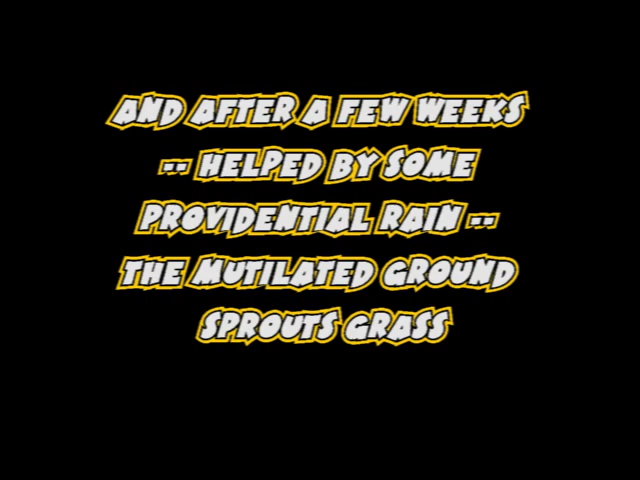 AND AFTER A FEW WEEKS
-- HELPED BY SOME
PROVIDENTIAL RAIN --
THE MUTILATED GROUND
SPROUTS GRASS